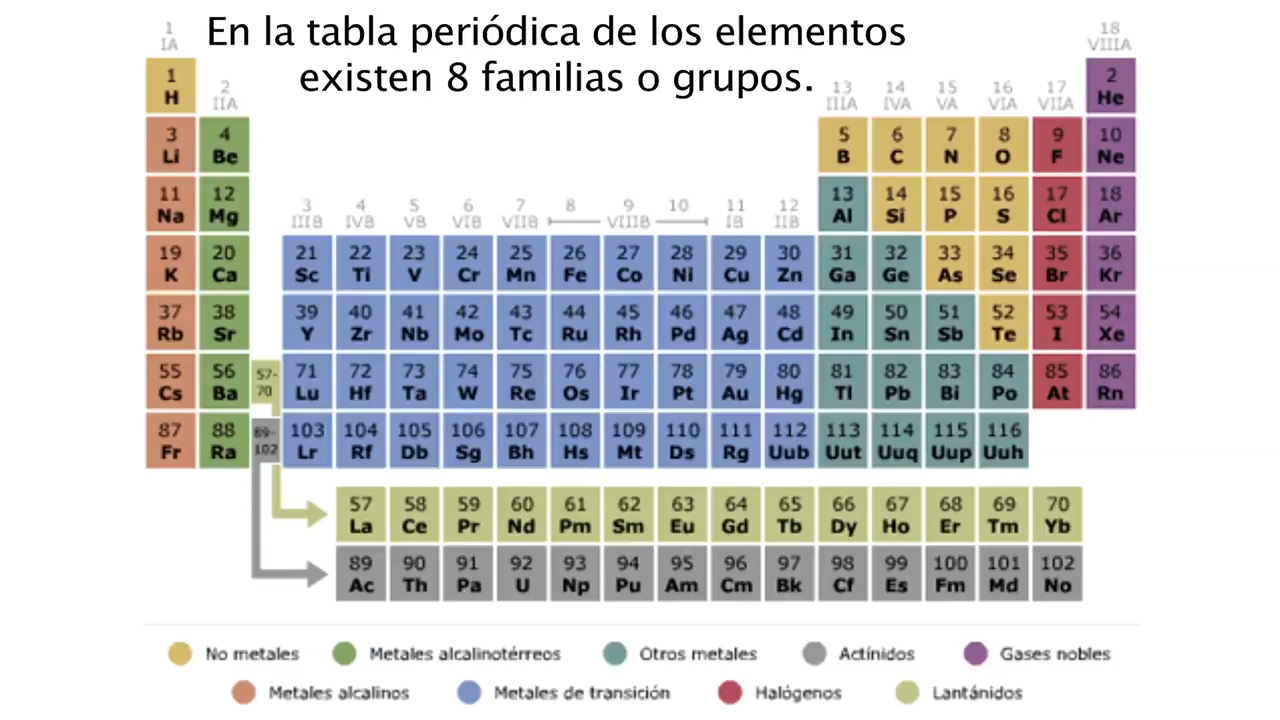 En la tabla periódica de los elementos
existen 8 familias o grupos.
1 18
IA VIIIA
1 2 13 14 15 16 17 2
H IIA IIIA IVA VA VIA VIIA He
3 4 5 6 7 8 9 10
Li Be B C N O F Ne
11 12 13 14 15 16 17 18
Na Mg Al Si P S Cl Ar
3 4 5 6 7 8 9 10 11 12
IIIB IVB VB VIB VIIB VIIIB IB IIB
19 20 21 22 23 24 25 26 27 28 29 30 31 32 33 34 35 36
K Ca Sc Ti V Cr Mn Fe Co Ni Cu Zn Ga Ge As Se Br Kr
37 38 39 40 41 42 43 44 45 46 47 48 49 50 51 52 53 54
Rb Sr Y Zr Nb Mo Tc Ru Rh Pd Ag Cd In Sn Sb Te I Xe
55 56 57- 71 72 73 74 75 76 77 78 79 80 81 82 83 84 85 86
Cs Ba 70 Lu Hf Ta W Re Os Ir Pt Au Hg Tl Pb Bi Po At Rn
87 88 89- 103 104 105 106 107 108 109 110 111 112 113 114 115 116
Fr Ra 102 Lr Rf Db Sg Bh Hs Mt Ds Rg Uub Uut Uuq Uup Uuh
57 58 59 60 61 62 63 64 65 66 67 68 69 70
La Ce Pr Nd Pm Sm Eu Gd Tb Dy Ho Er Tm Yb
89 90 91 92 93 94 95 96 97 98 99 100 101 102
Ac Th Pa U Np Pu Am Cm Bk Cf Es Fm Md No
No metales Metales alcalinotérreos Otros metales Actínidos Gases nobles
Metales alcalinos Metales de transición Halógenos Lantánidos